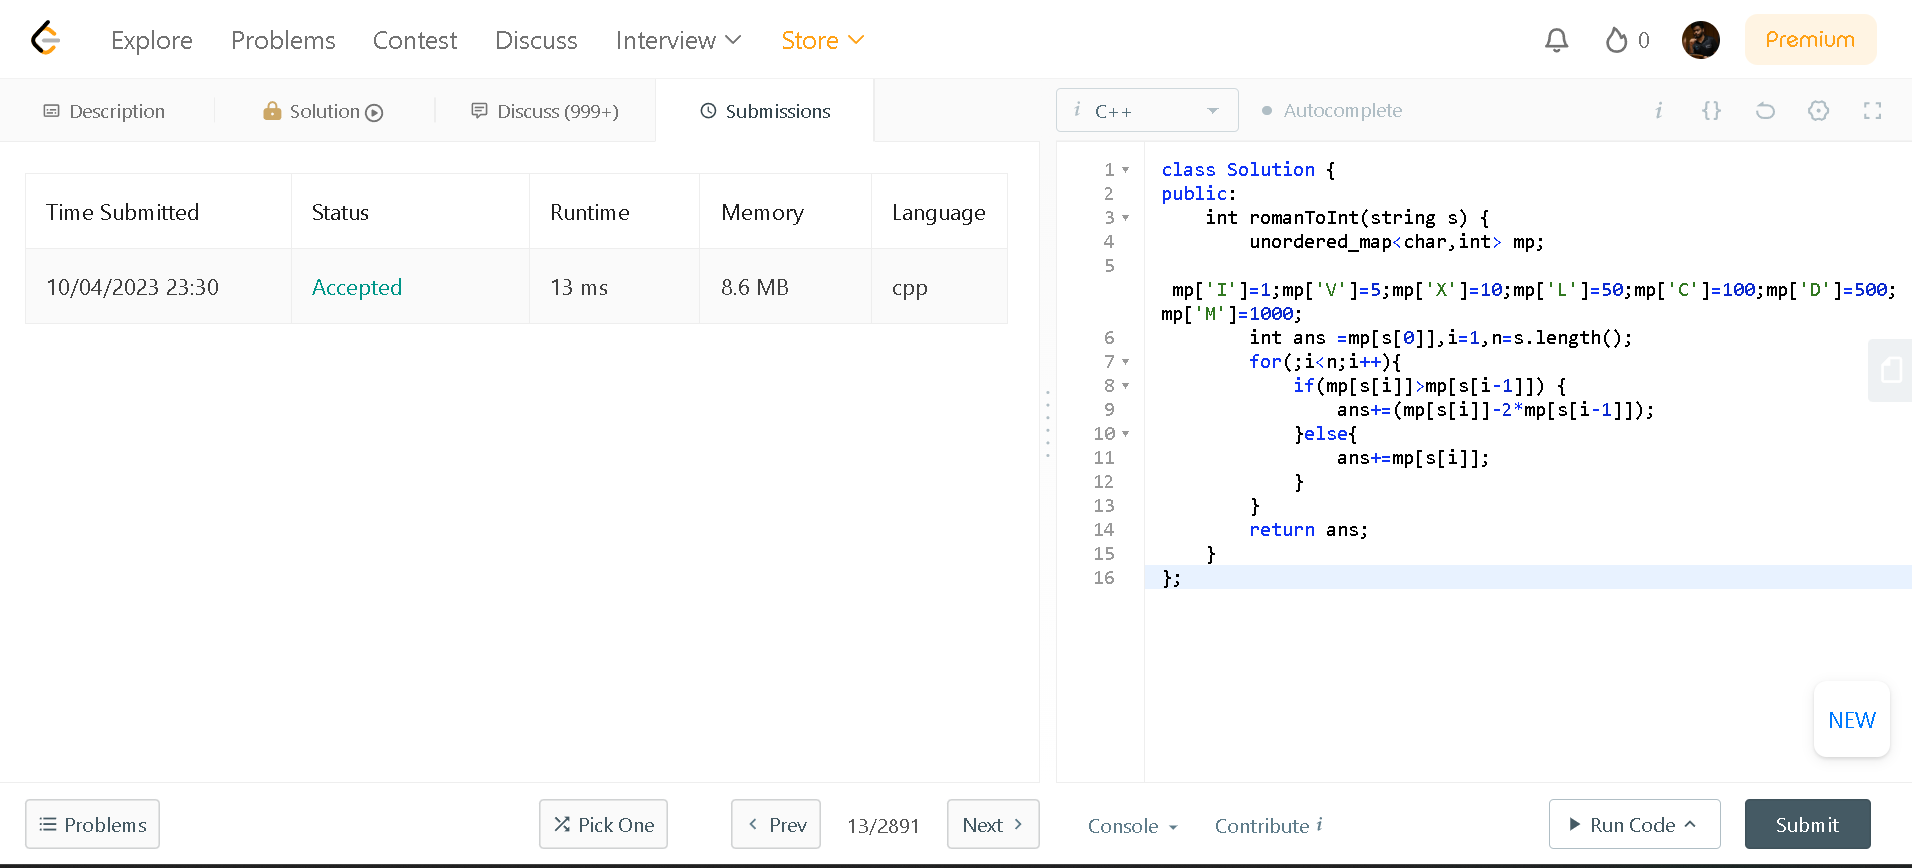 Explore Problems Contest Discuss Interview Store 0 Premium
Description Solution Discuss (999+) Submissions
Time Submitted Status Runtime Memory Language
10/04/2023 23:30 Accepted 13 ms 8.6 MB cpp
i C++ Autocomplete i {}
1 class Solution {
2 public:
3 int romanToInt(string s) {
4 unordered_map<char,int> mp;
5
mp['I']=1;mp['V']=5;mp['X']=10;mp['L']=50;mp['C']=100;mp['D']=500;
mp['M']=1000;
6 int ans =mp[s[0]],i=1,n=s.length();
7 for(;i<n;i++){
8 if(mp[s[i]]>mp[s[i-1]]) {
9 ans+=(mp[s[i]]-2*mp[s[i-1]]);
10 }else{
11 ans+=mp[s[i]];
12 }
13 }
14 return ans;
15 }
16 };
NEW
Problems Pick One Prev 13/2891 Next Console Contribute i Run Code Submit